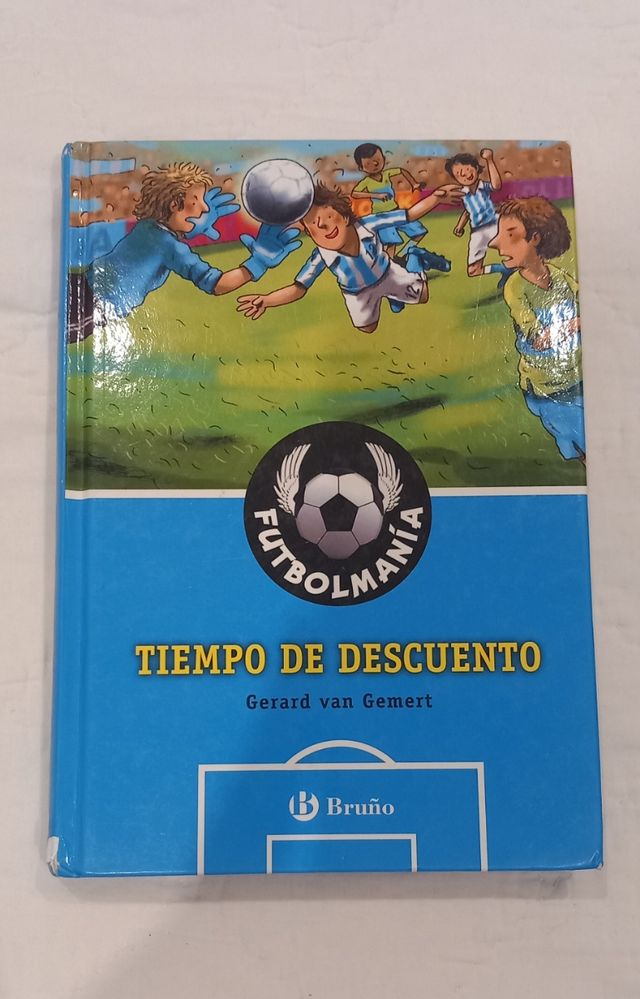 FUTBOLMANÍA
TIEMPO DE DESCUENTO
Gerard van Gemert
B Bruño